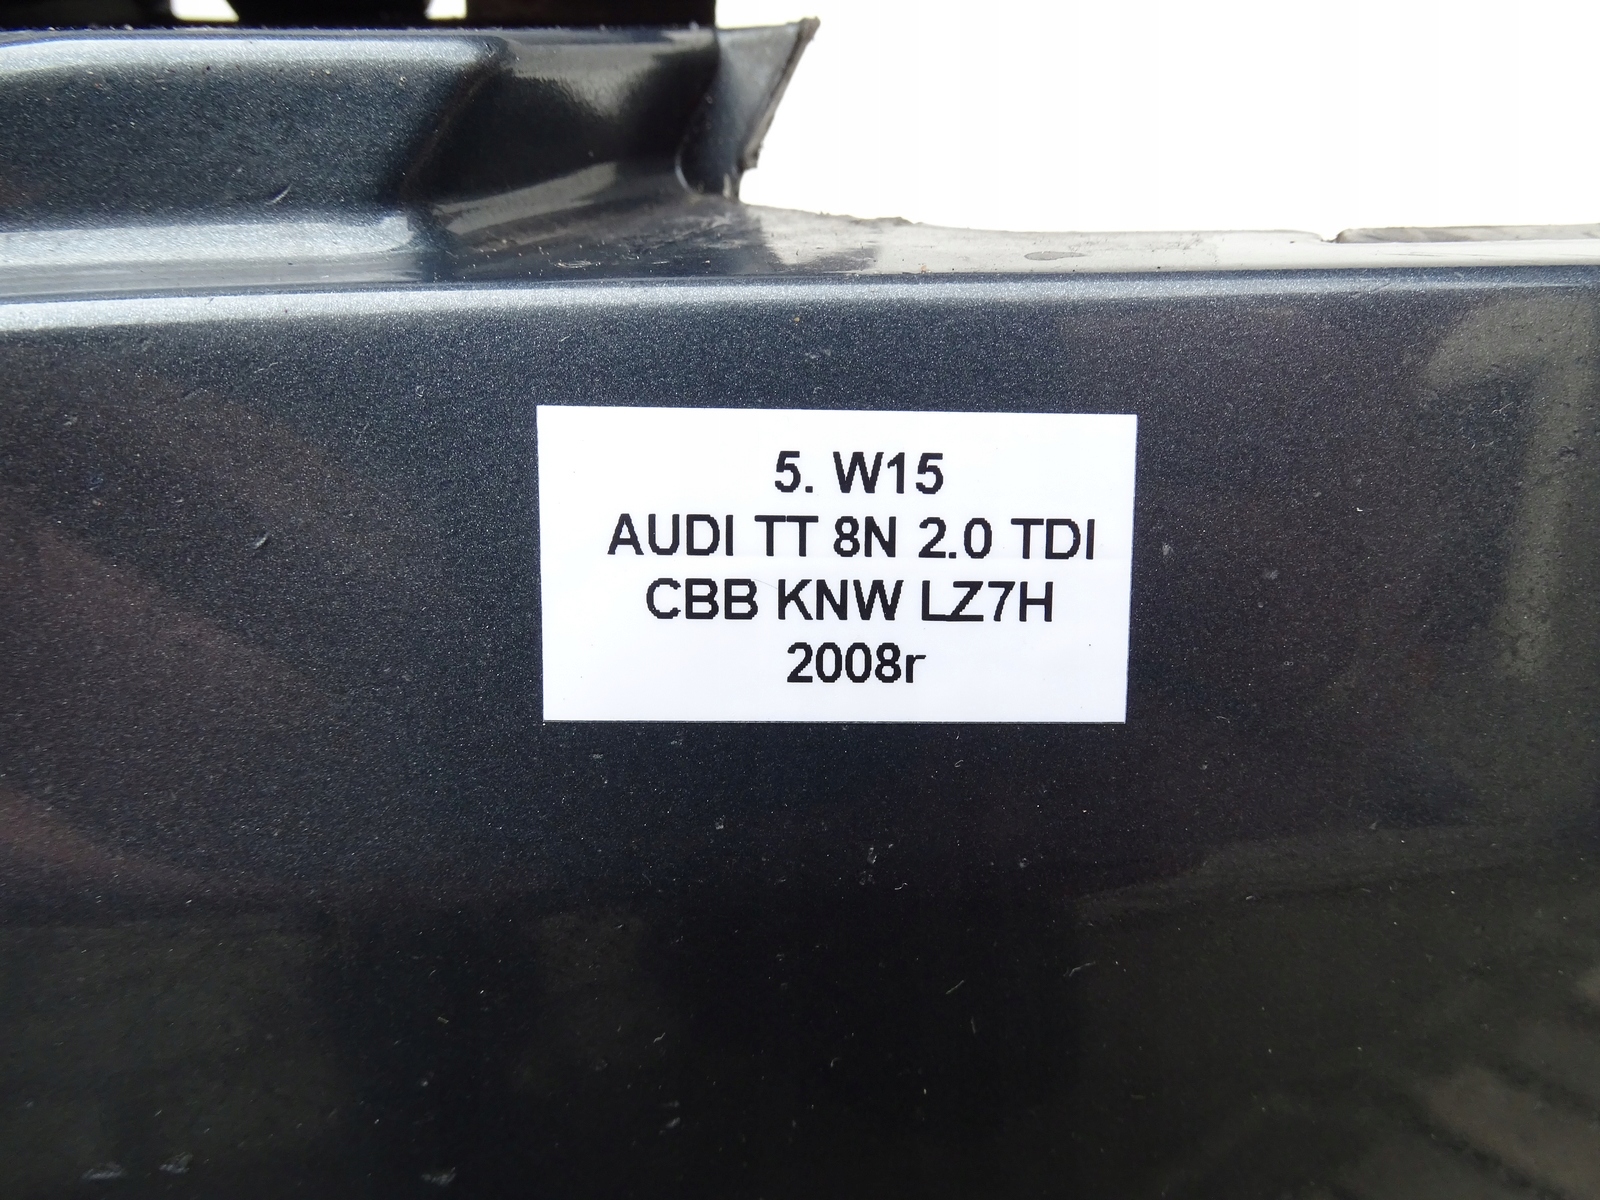 5. W15
AUDI TT 8N 2.0 TDI
CBB KNW LZ7H
2008r